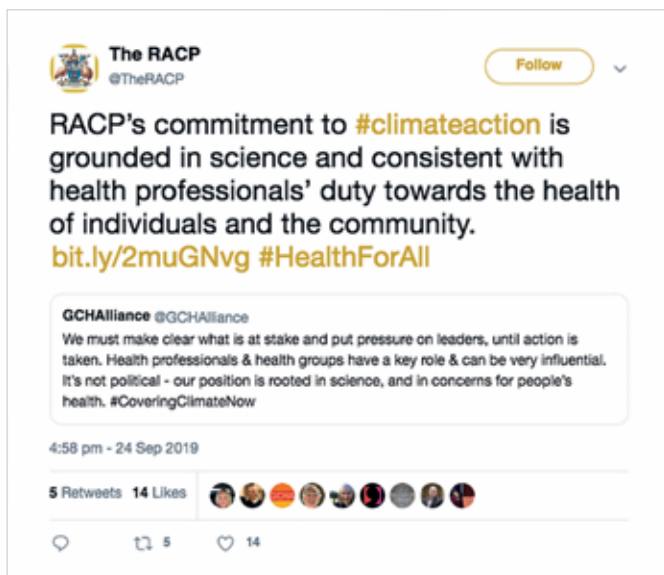 The RACP
@TheRACP
Follow
RACP's commitment to #climateaction is
grounded in science and consistent with
health professionals' duty towards the health
of individuals and the community.
bit.ly/2muGNvg #HealthForAll
GCHAlliance @GCHAlliance
We must make clear what is at stake and put pressure on leaders, until action is
taken. Health professionals & health groups have a key role & can be very influential.
It's not political - our position is rooted in science, and in concerns for people's
health. #CoveringClimateNow
4:58 pm - 24 Sep 2019
5 Retweets 14 Likes
5 14